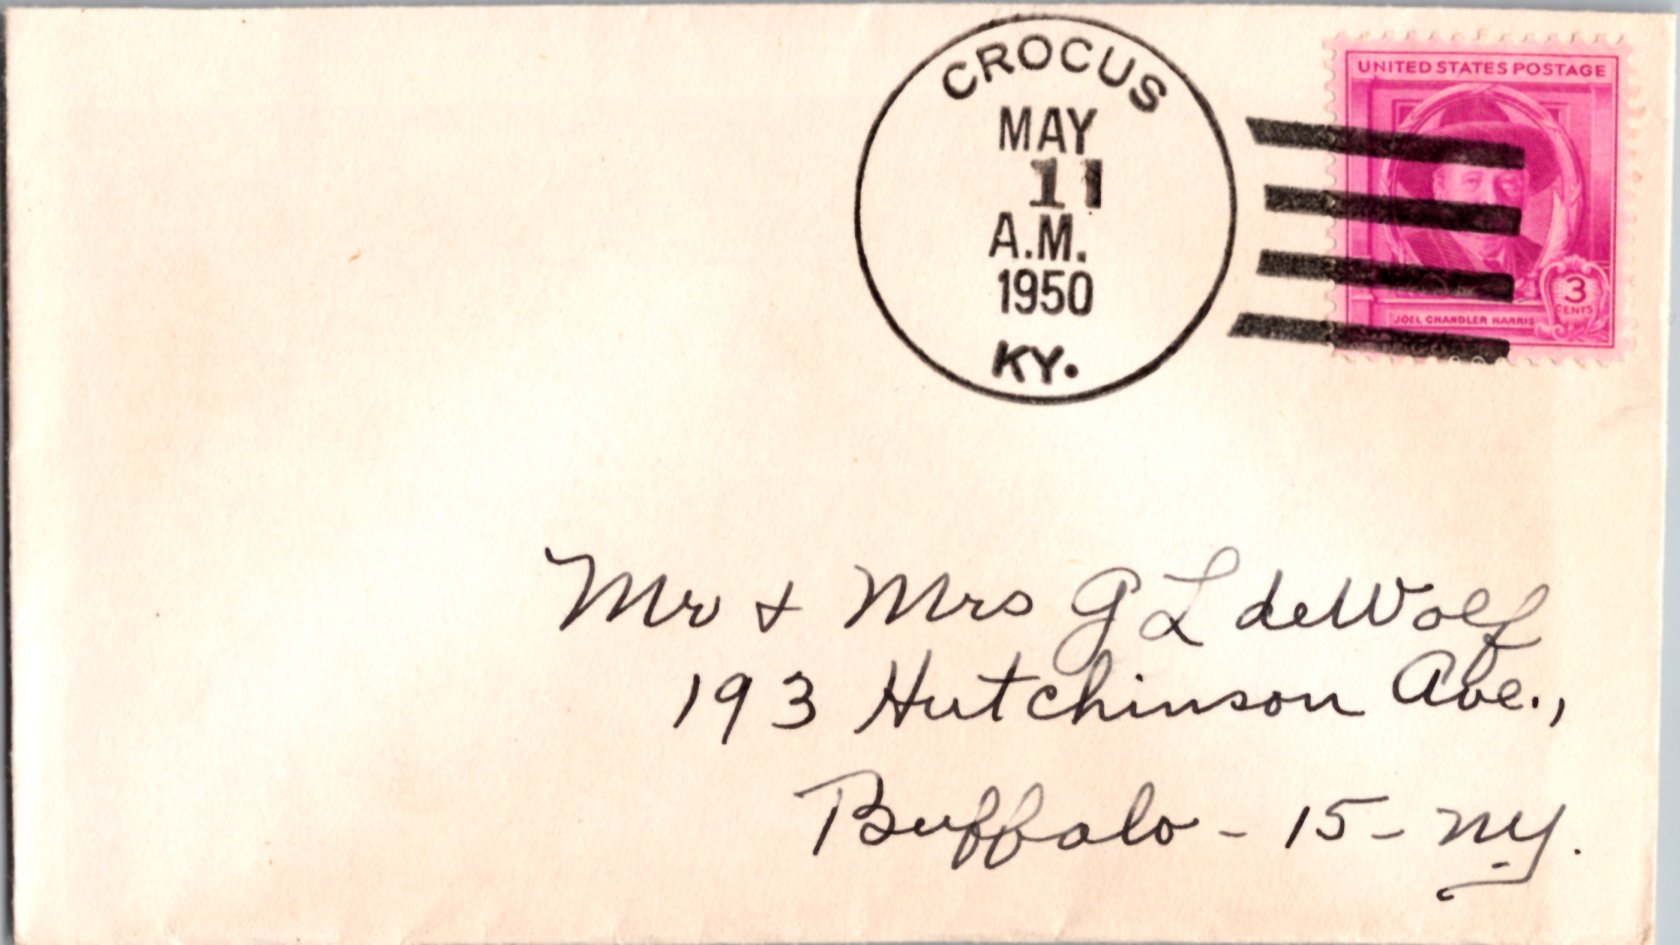 CROCUS
MAY
11
A.M.
1950
KY.
UNITED STATES POSTAGE
3
CENTS
JOEL CHANDLER HARRIS
Mr & Mrs G L deWolf
193 Hutchinson Ave.,
Buffalo - 15 - NY.